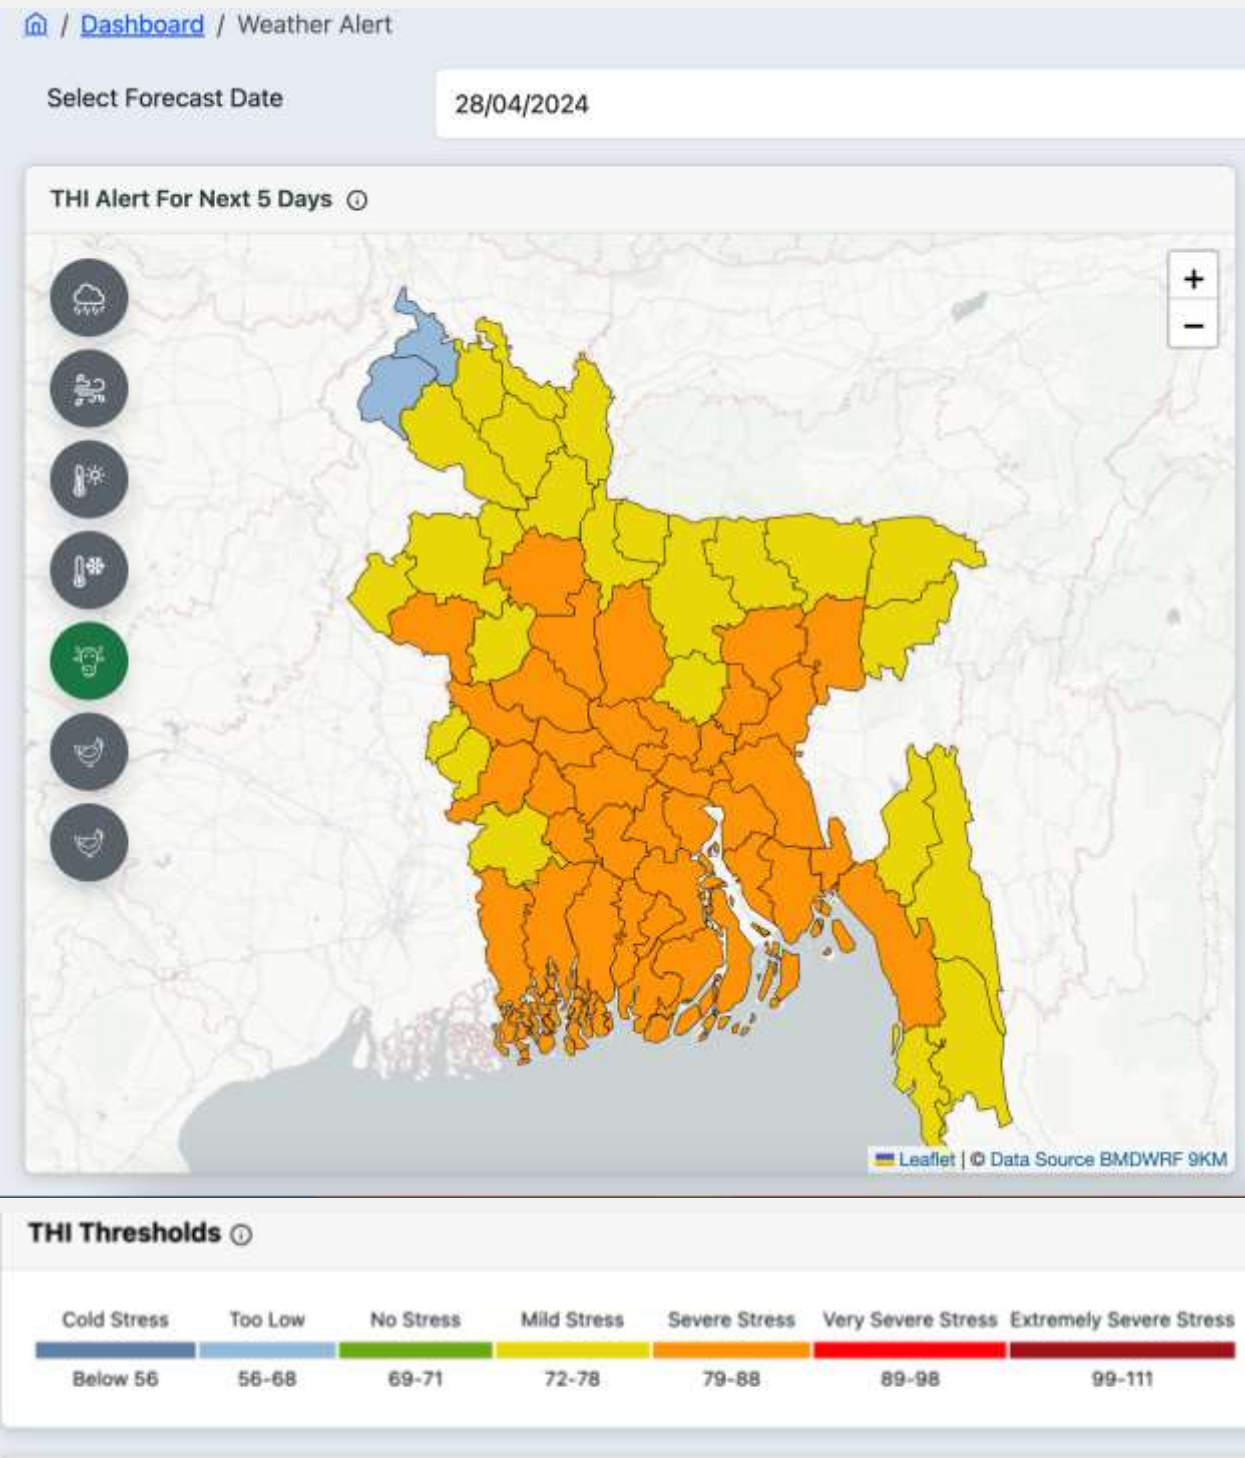 / Dashboard / Weather Alert
Select Forecast Date
28/04/2024
THI Alert For Next 5 Days
+
−
Leaflet | © Data Source BMDWRF 9KM
THI Thresholds
Cold Stress Too Low No Stress Mild Stress Severe Stress Very Severe Stress Extremely Severe Stress
Below 56 56-68 69-71 72-78 79-88 89-98 99-111